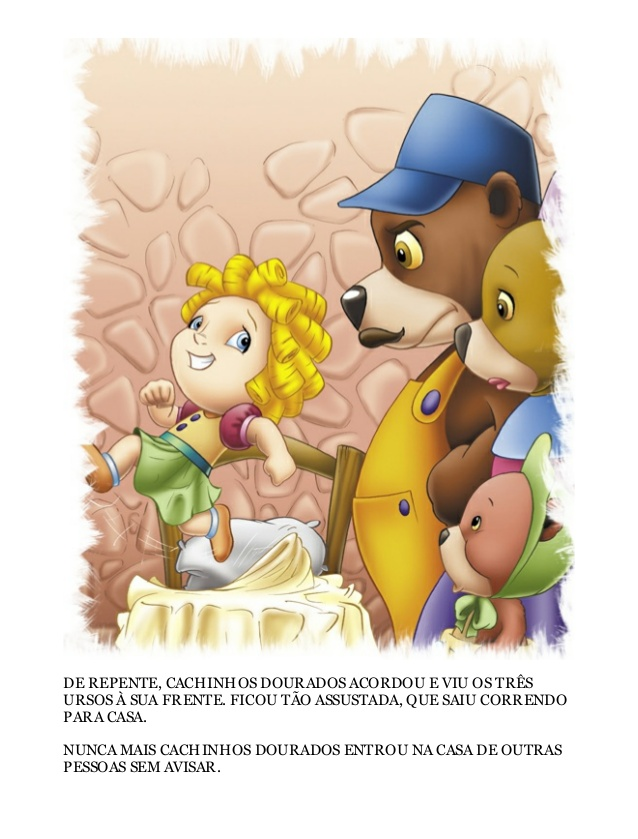 DE REPENTE, CACHINHOS DOURADOS ACORDOU E VIU OS TRÊS
URSOS À SUA FRENTE. FICOU TÃO ASSUSTADA, QUE SAIU CORRENDO
PARA CASA.
NUNCA MAIS CACHINHOS DOURADOS ENTROU NA CASA DE OUTRAS
PESSOAS SEM AVISAR.